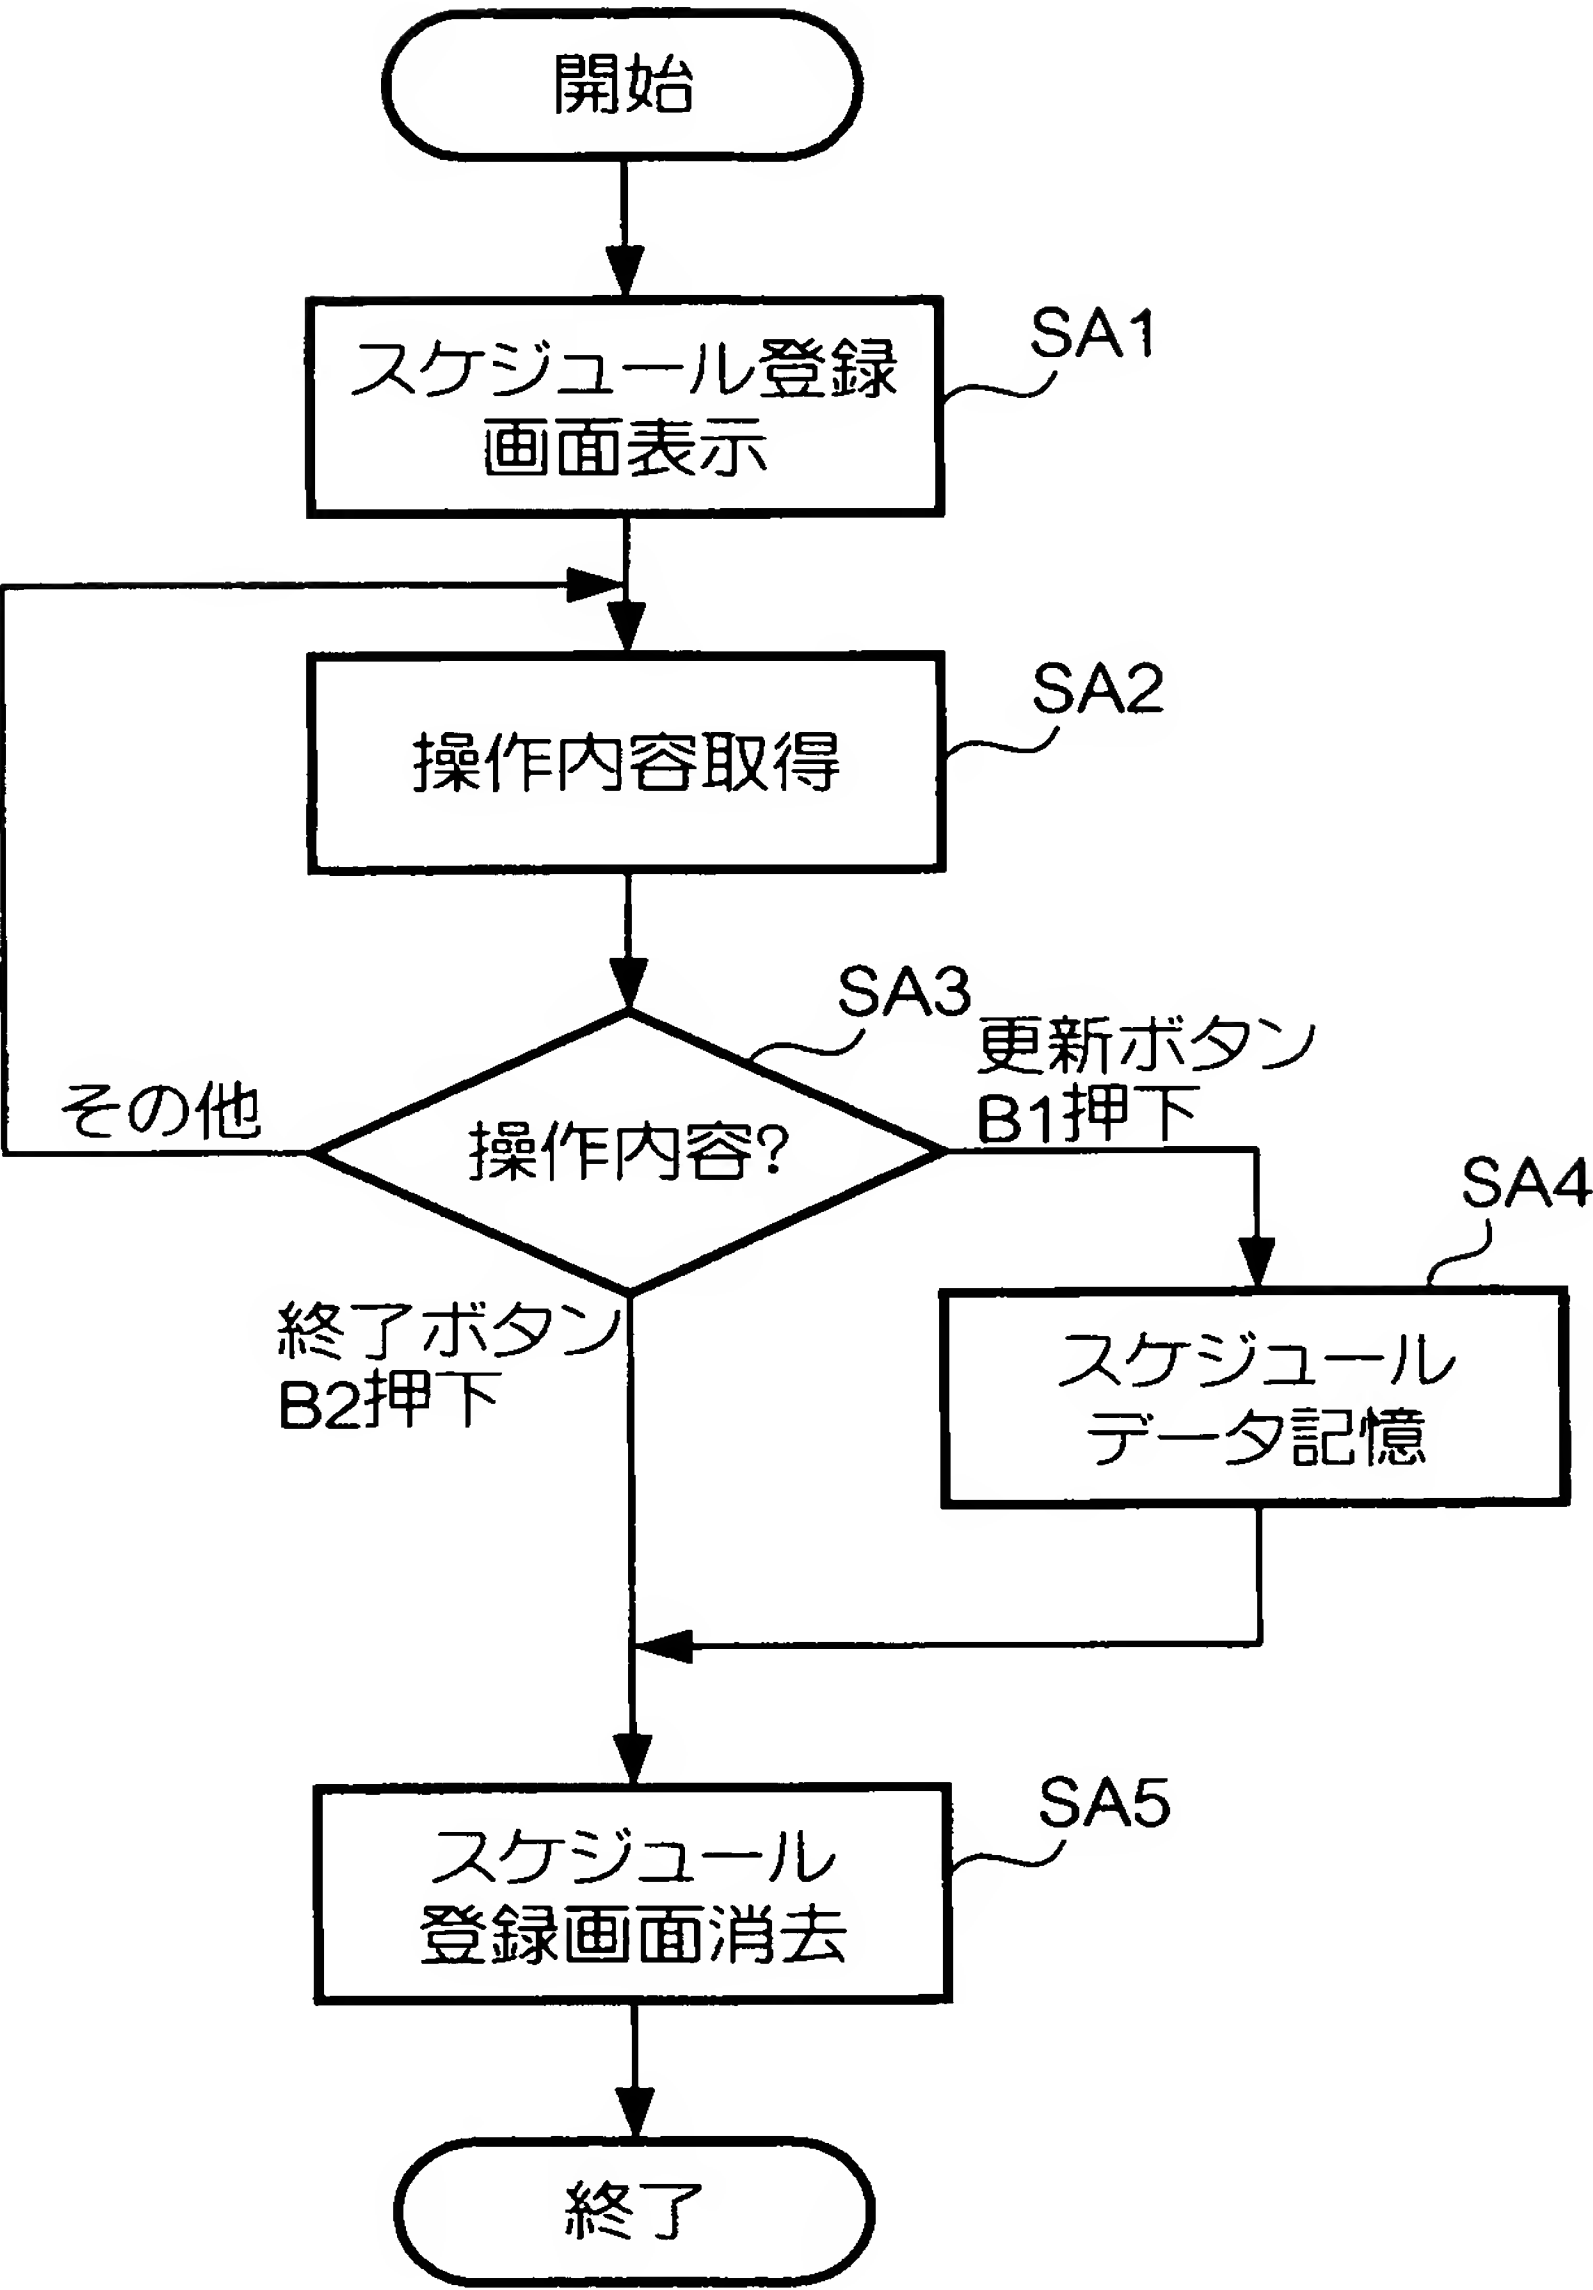 開始
スケジュール登録
画面表示
SA1
操作内容取得
SA2
操作内容?
SA3
その他
更新ボタン
B1押下
終了ボタン
B2押下
スケジュール
データ記憶
SA4
スケジュール
登録画面消去
SA5
終了